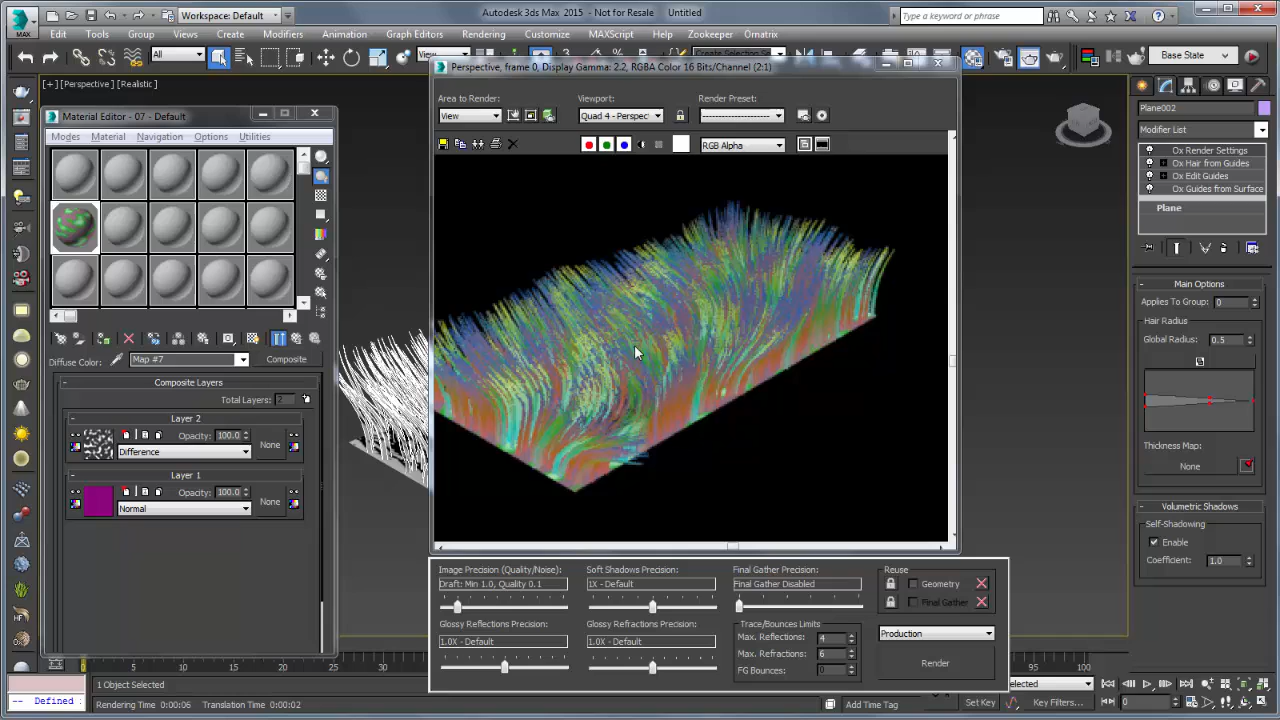 Workspace: Default
Autodesk 3ds Max 2015 - Not for Resale Untitled
Type a keyword or phrase
MAX
Edit Tools Group Views Create Modifiers Animation Graph Editors Rendering Customize MAXScript Help Zookeeper Ornatrix
All
View
Base State
[+] [Perspective] [Realistic]
Perspective, frame 0, Display Gamma: 2.2, RGBA Color 16 Bits/Channel (2:1)
Area to Render:
Viewport:
Render Preset:
View
Quad 4 - Perspec
RGB Alpha
Material Editor - 07 - Default
Modes Material Navigation Options Utilities
Diffuse Color: Map #7 Composite
Composite Layers
Total Layers: 2
Layer 2
Opacity: 100.0
None
Difference
Layer 1
Opacity: 100.0
None
Normal
Plane002
Modifier List
Ox Render Settings
Ox Hair from Guides
Ox Edit Guides
Ox Guides from Surface
Plane
Main Options
Applies To Group: 0
Hair Radius
Global Radius: 0.5
Thickness Map:
None
Volumetric Shadows
Self-Shadowing
Enable
Coefficient: 1.0
Image Precision (Quality/Noise):
Draft: Min 1.0, Quality 0.1
Soft Shadows Precision:
1X - Default
Final Gather Precision:
Final Gather Disabled
Reuse
Geometry
Final Gather
Glossy Reflections Precision:
1.0X - Default
Glossy Refractions Precision:
1.0X - Default
Trace/Bounces Limits
Max. Reflections: 4
Max. Refractions: 6
FG Bounces: 0
Production
Render
0 5 10 15 20 25 95 100
1 Object Selected
Rendering Time 0:00:06 Translation Time 0:00:02
Defined
Add Time Tag
Set Key
Key Filters...
0